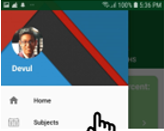 100% 5:36 PM
Devul
Home
Subjects